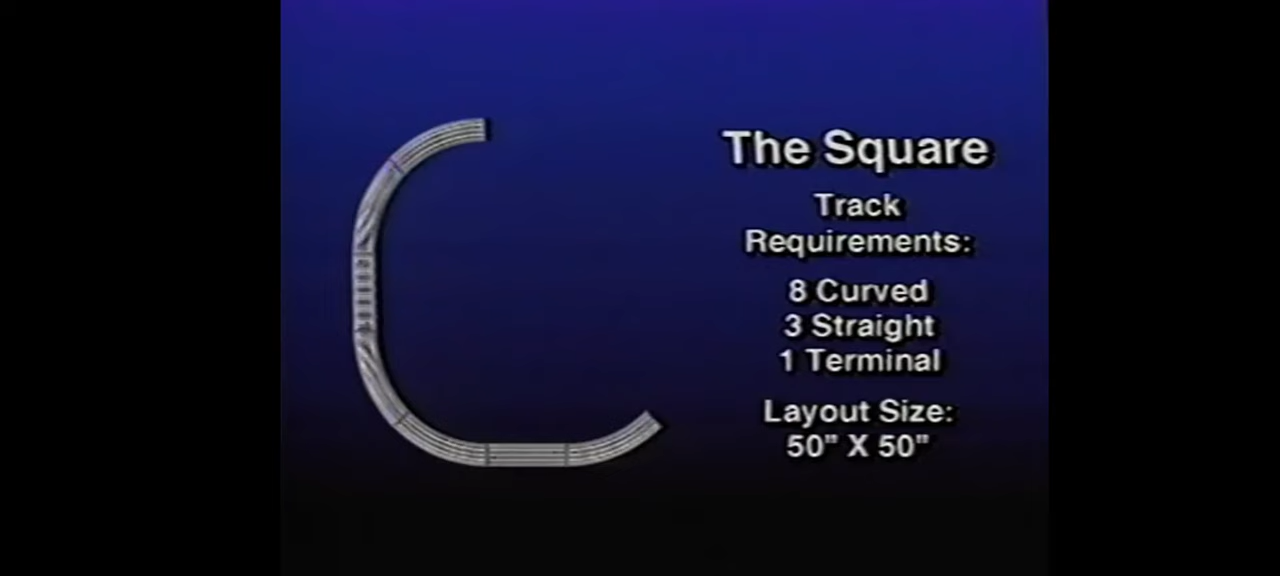 The Square
Track
Requirements:
8 Curved
3 Straight
1 Terminal
Layout Size:
50" X 50"